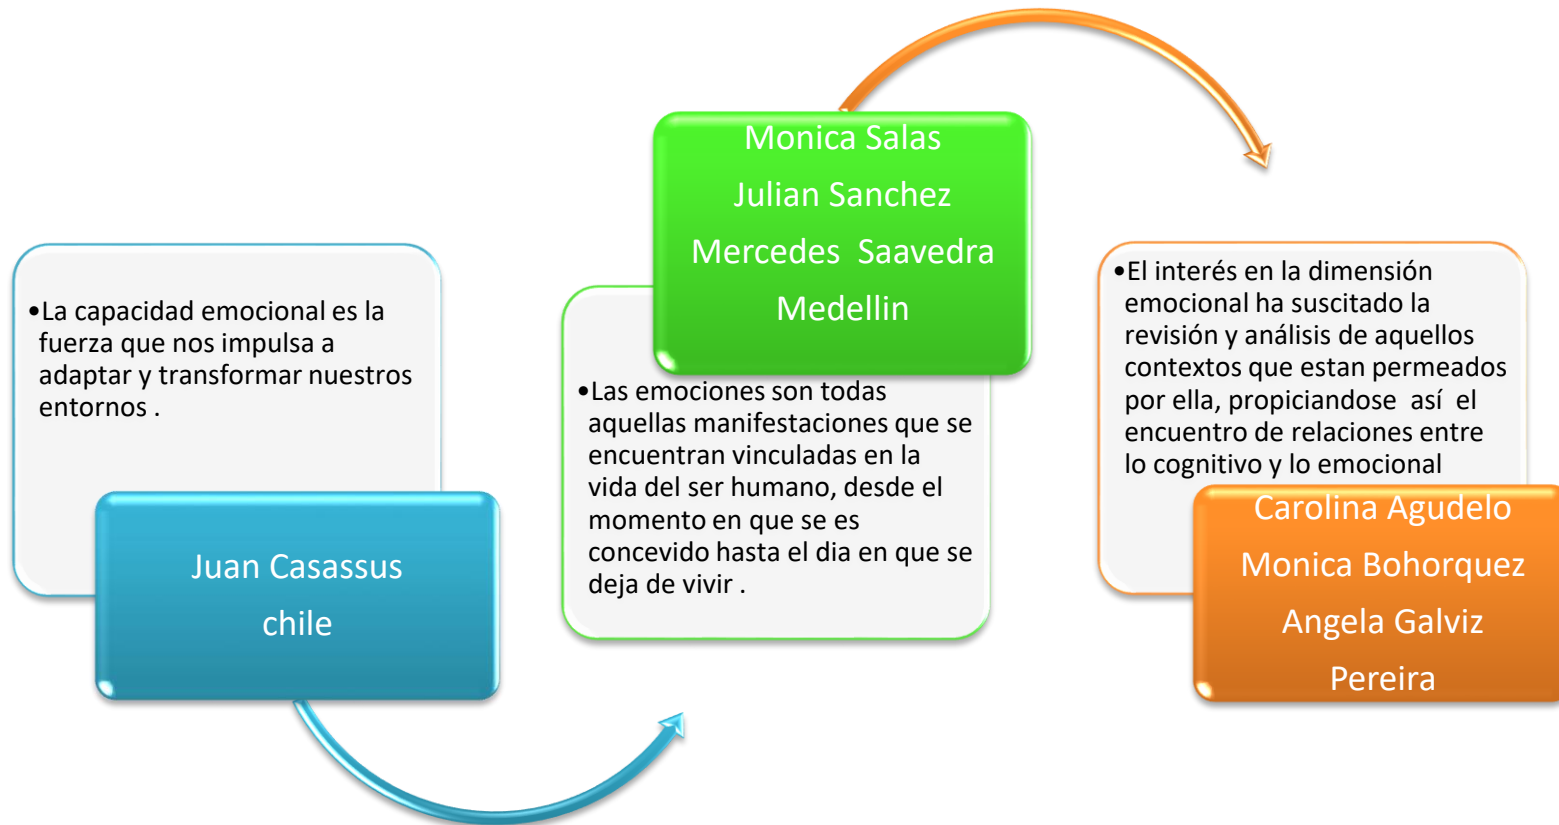 •La capacidad emocional es la
fuerza que nos impulsa a
adaptar y transformar nuestros
entornos .
Juan Casassus
chile
Monica Salas
Julian Sanchez
Mercedes  Saavedra
Medellin
•Las emociones son todas
aquellas manifestaciones que se
encuentran vinculadas en la
vida del ser humano, desde el
momento en que se es
concevido hasta el dia en que se
deja de vivir .
•El interés en la dimensión
emocional ha suscitado la
revisión y análisis de aquellos
contextos que estan permeados
por ella, propiciandose  así  el
encuentro de relaciones entre
lo cognitivo y lo emocional
Carolina Agudelo
Monica Bohorquez
Angela Galviz
Pereira